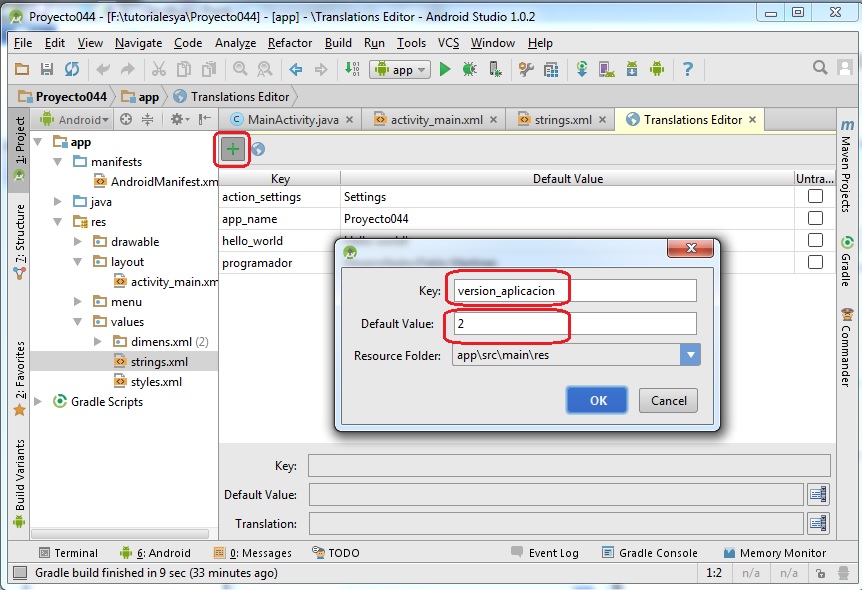 Proyecto044 - [F:\tutorialesya\Proyecto044] - [app] - \Translations Editor - Android Studio 1.0.2
File Edit View Navigate Code Analyze Refactor Build Run Tools VCS Window Help
app
Proyecto044 app Translations Editor
1: Project
Android
MainActivity.java activity_main.xml strings.xml Translations Editor
app
manifests
AndroidManifest.xm
java
res
drawable
layout
activity_main.xm
menu
values
dimens.xml (2)
strings.xml
styles.xml
Gradle Scripts
7: Structure
2: Favorites
Build Variants
Key Default Value Untra...
action_settings Settings
app_name Proyecto044
hello_world
programador
Key: version_aplicacion
Default Value: 2
Resource Folder: app\src\main\res
OK Cancel
Key:
Default Value:
Translation:
m Maven Projects
Gradle
Commander
Terminal 6: Android 0: Messages TODO Event Log Gradle Console Memory Monitor
Gradle build finished in 9 sec (33 minutes ago) 1:2 n/a n/a